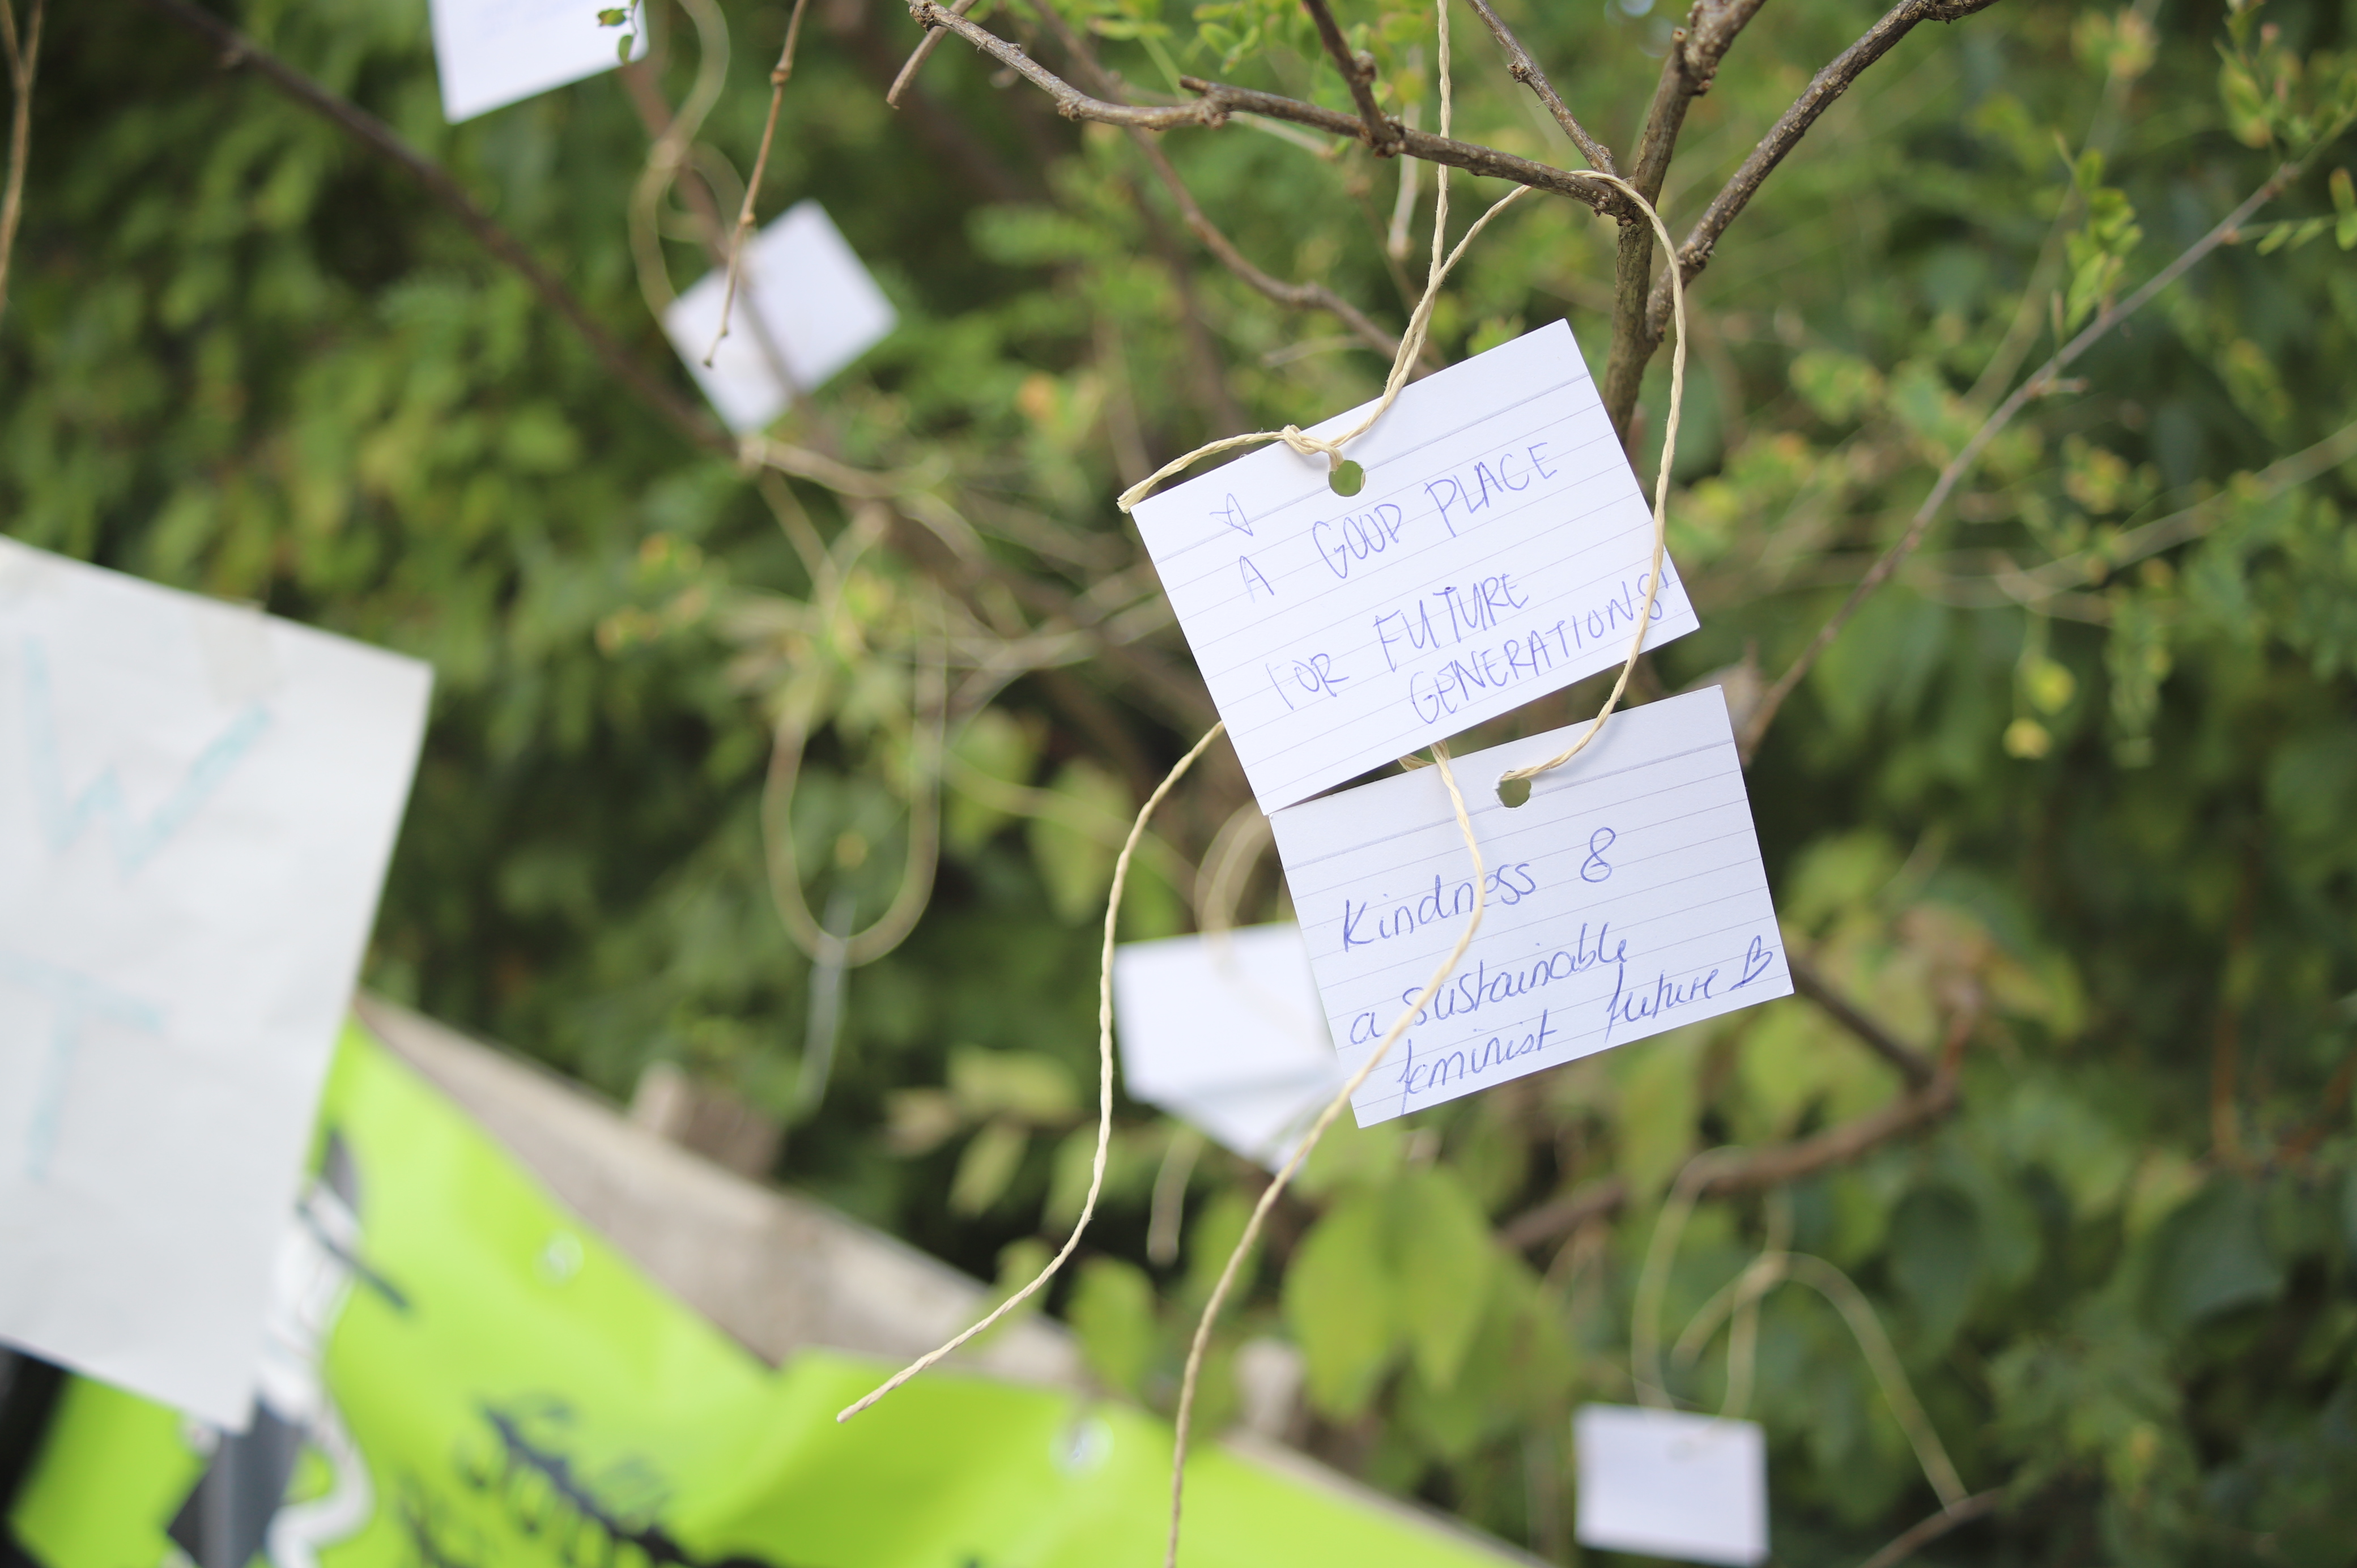 A GOOD PLACE
FOR FUTURE
GENERATIONS!
Kindness &
a sustainable
feminist future
W
T